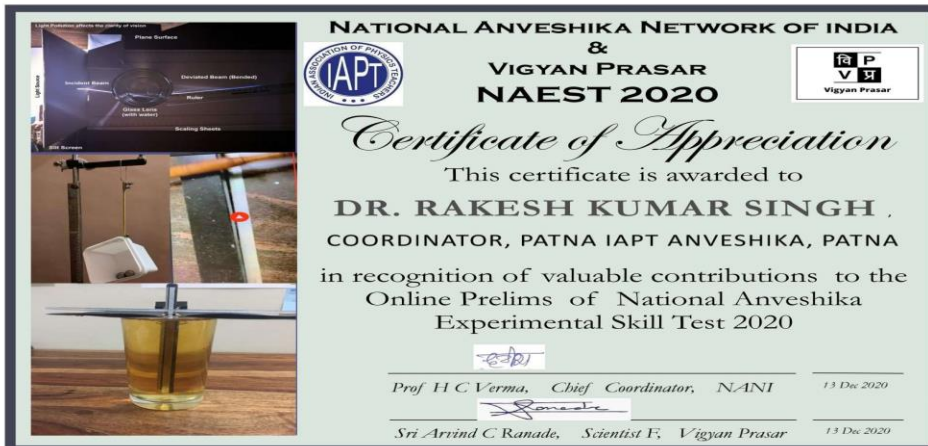 Light Pollution affects the clarity of vision
Plane Surface
Incident Beam
Deviated Beam (Bended)
Ruler
Light Source
Glass Lens
(with water)
Scaling Sheets
Slit Screen
NATIONAL ANVESHIKA NETWORK OF INDIA
&
VIGYAN PRASAR
NAEST 2020
INDIAN ASSOCIATION OF PHYSICS TEACHERS
IAPT
वि P
V प्र
Vigyan Prasar
Certificate of Appreciation
This certificate is awarded to
DR. RAKESH KUMAR SINGH ,
COORDINATOR, PATNA IAPT ANVESHIKA, PATNA
in recognition of valuable contributions to the
Online Prelims of National Anveshika
Experimental Skill Test 2020
Prof H C Verma, Chief Coordinator, NANI 13 Dec 2020
Sri Arvind C Ranade, Scientist F, Vigyan Prasar 13 Dec 2020